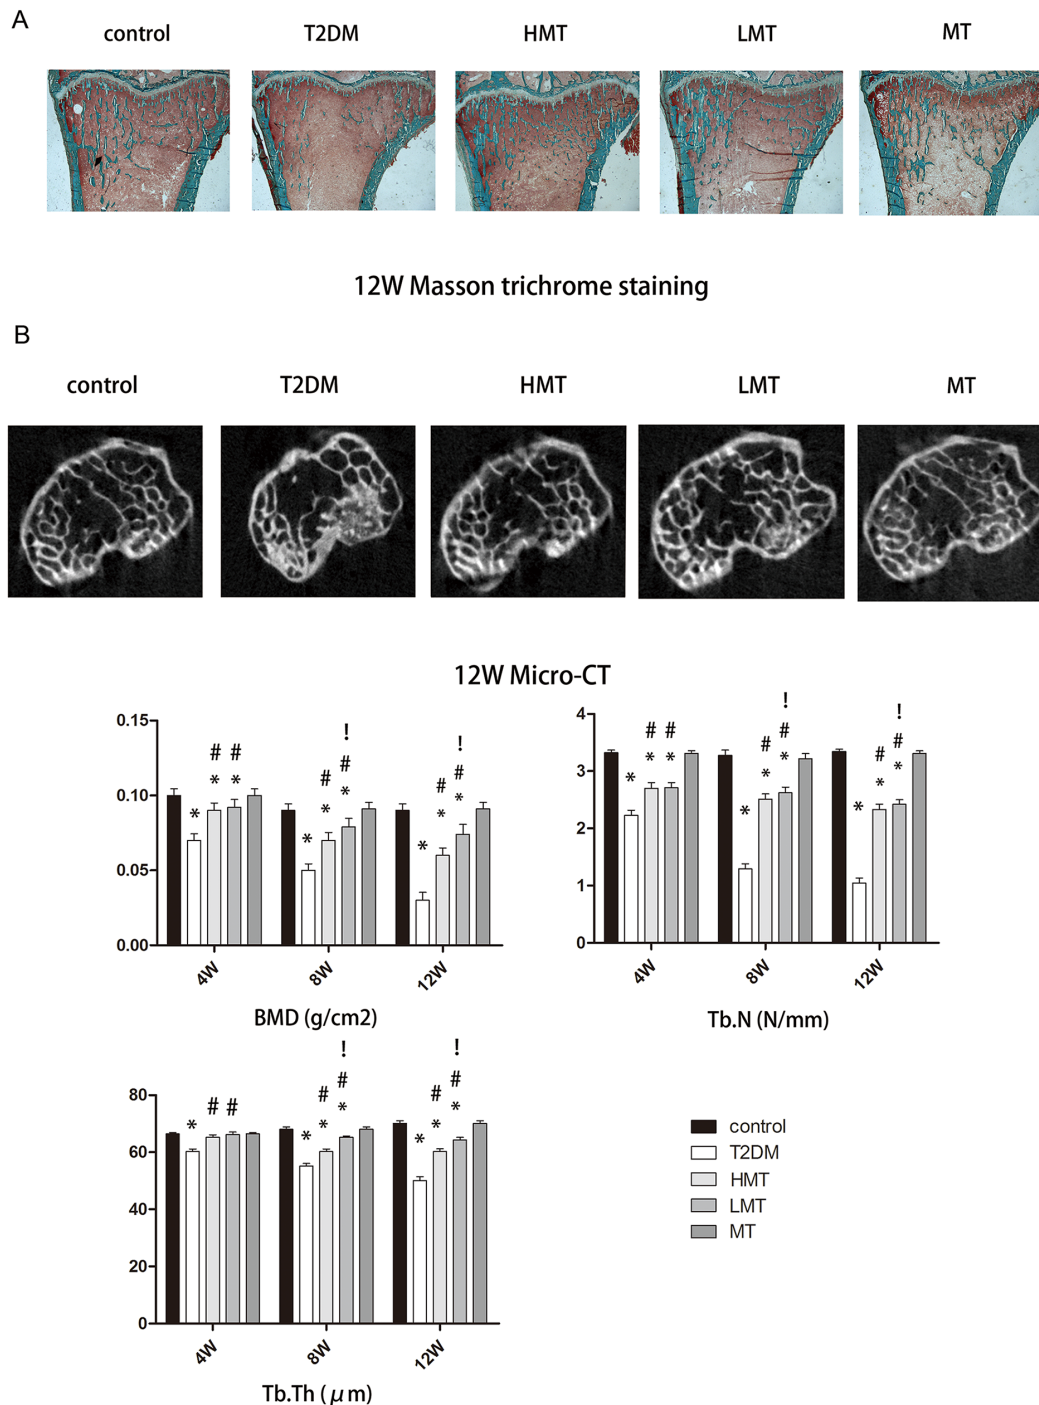 A
control T2DM HMT LMT MT
12W Masson trichrome staining
B
control T2DM HMT LMT MT
12W Micro-CT
0.15
0.10
0.05
0.00
* # * # * * # * ! # * * # * ! # *
4W 8W 12W
BMD (g/cm2)
4
3
2
1
0
* # * # * * # * ! # * * # * ! # *
4W 8W 12W
Tb.N (N/mm)
80
60
40
20
0
* # # * # * ! # * * # * ! # *
4W 8W 12W
Tb.Th (μm)
control
T2DM
HMT
LMT
MT